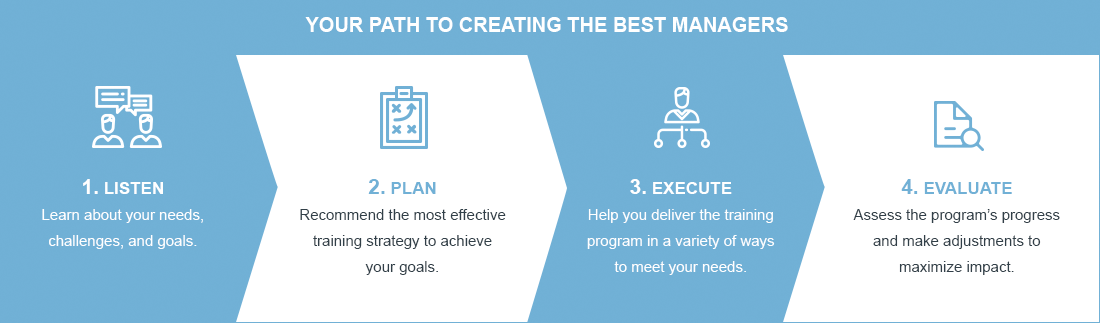 YOUR PATH TO CREATING THE BEST MANAGERS
1. LISTEN
Learn about your needs,
challenges, and goals.
2. PLAN
Recommend the most effective
training strategy to achieve
your goals.
3. EXECUTE
Help you deliver the training
program in a variety of ways
to meet your needs.
4. EVALUATE
Assess the program's progress
and make adjustments to
maximize impact.